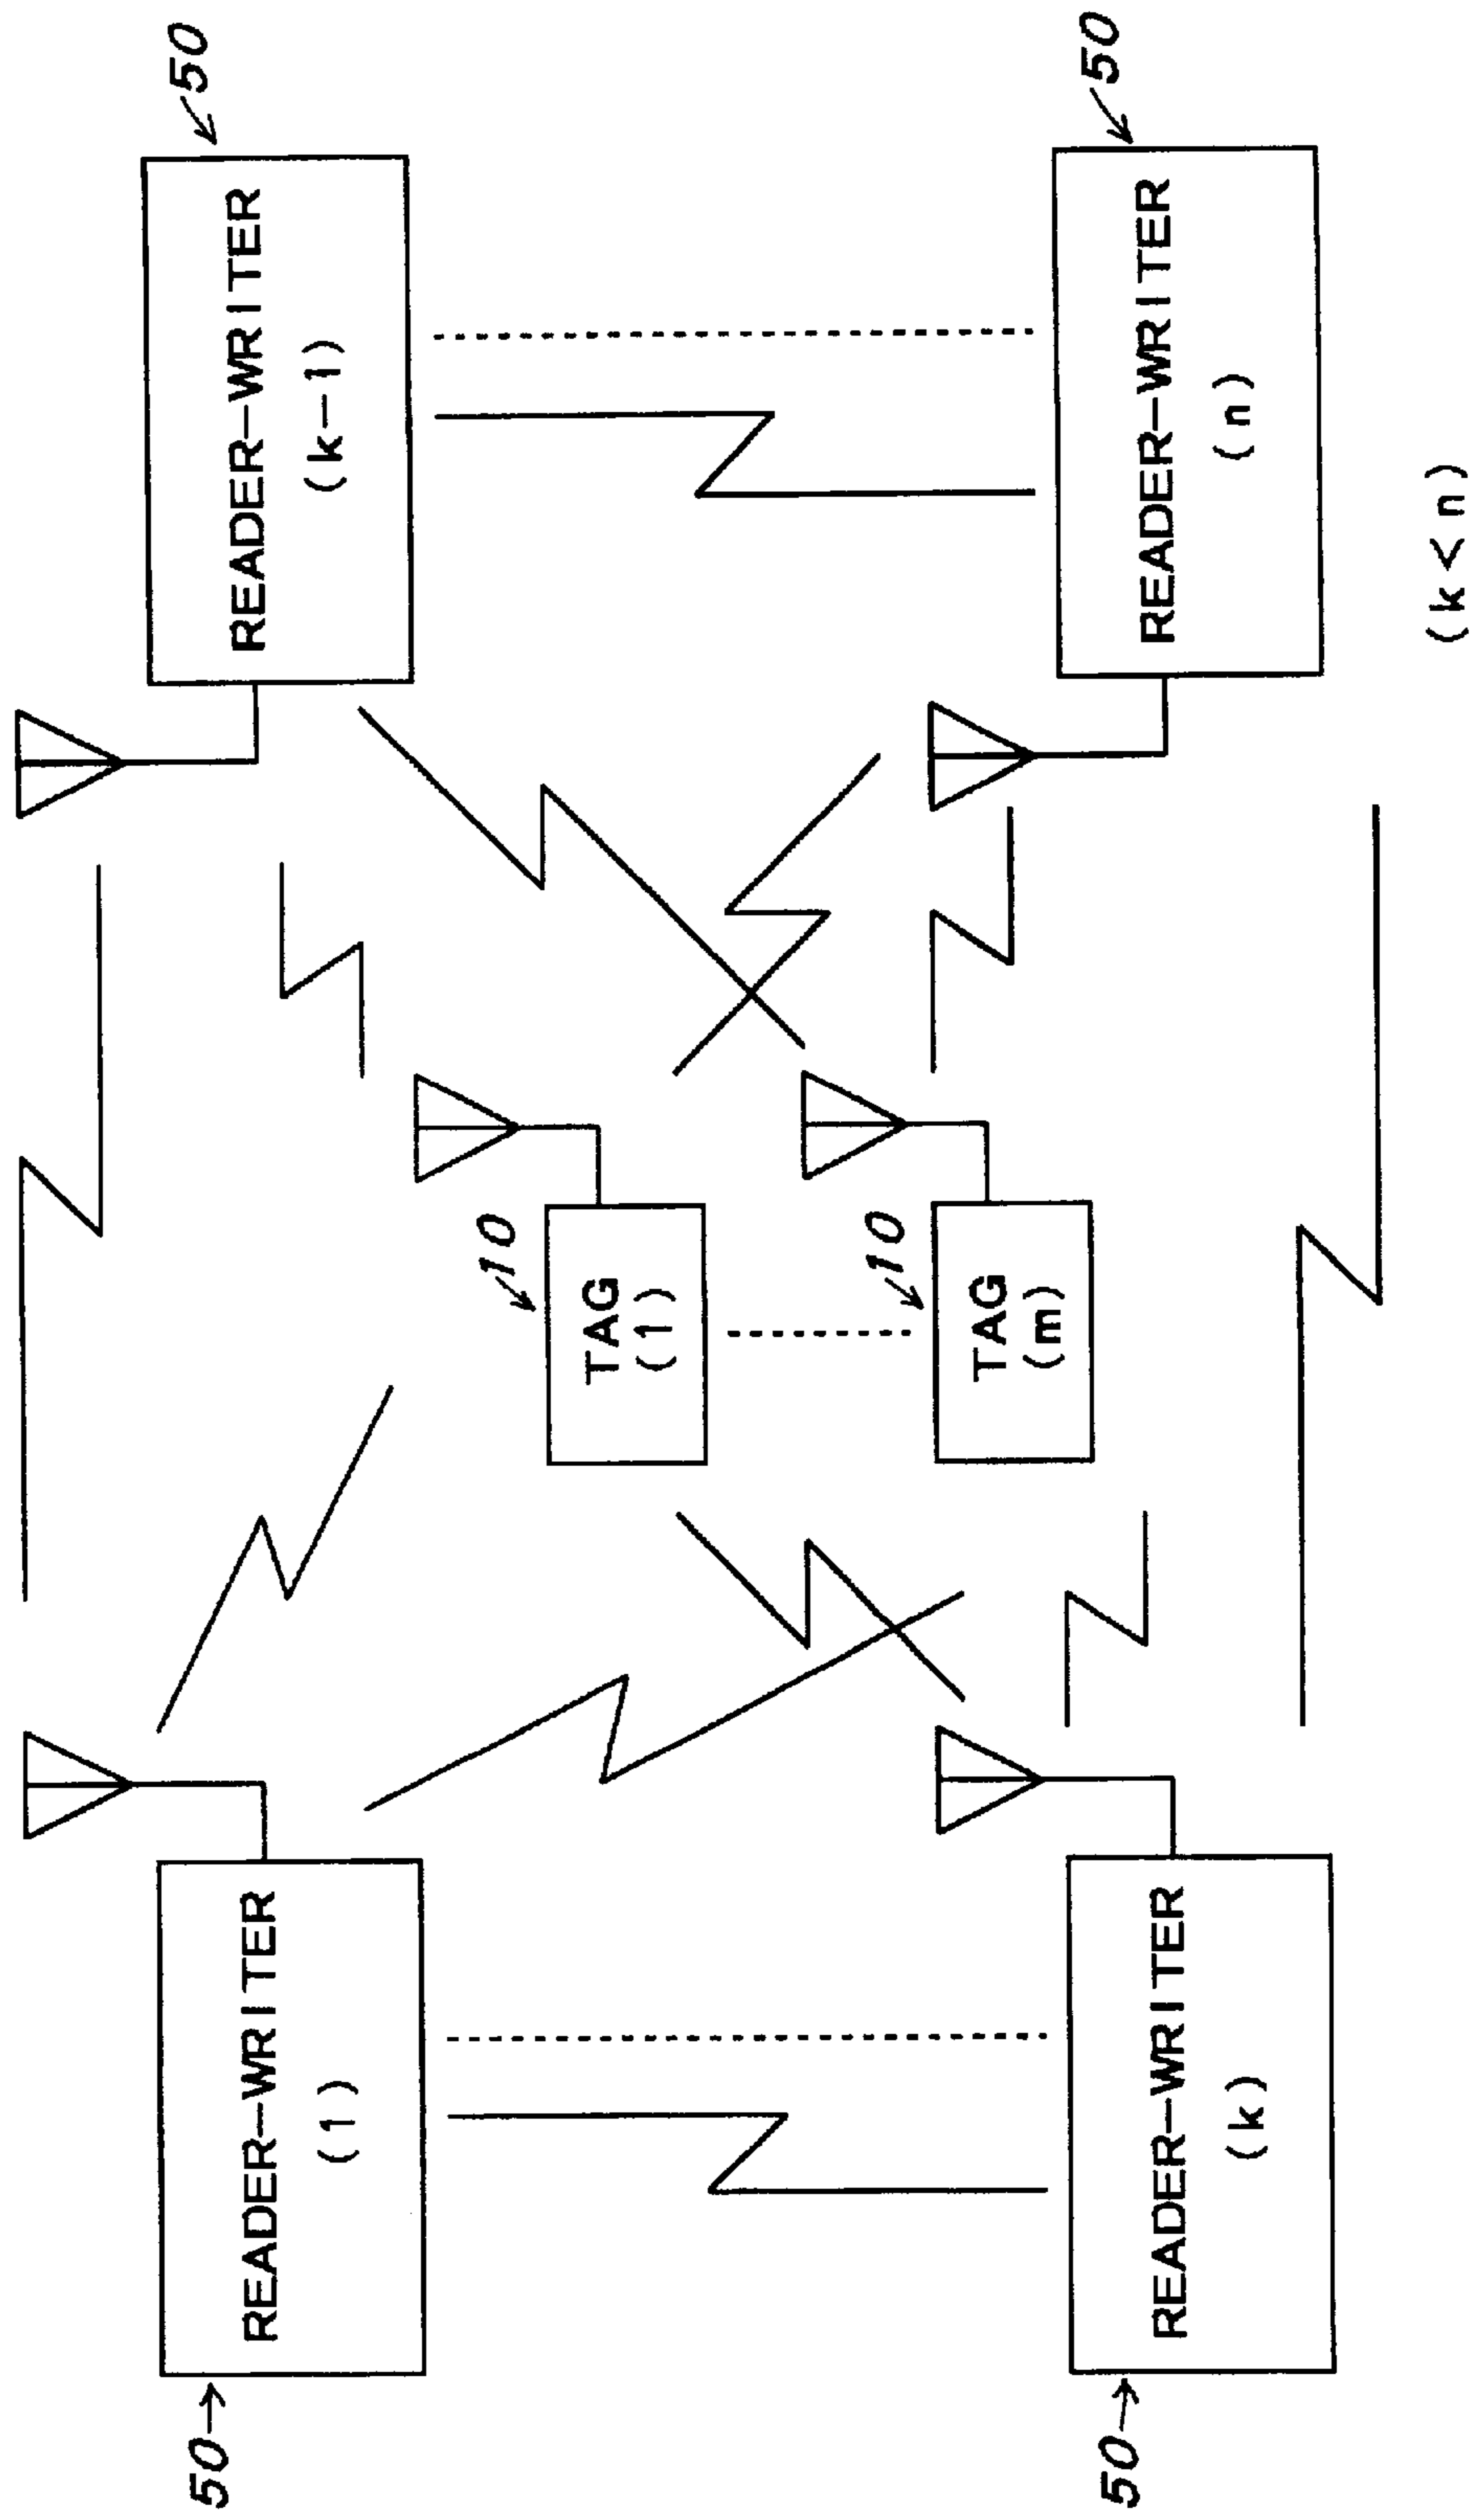 50
READER-WRITER
(1)
READER-WRITER
(k-1)
50
10
TAG
(1)
10
TAG
(m)
50
READER-WRITER
(k)
READER-WRITER
(n)
50
(k < n)